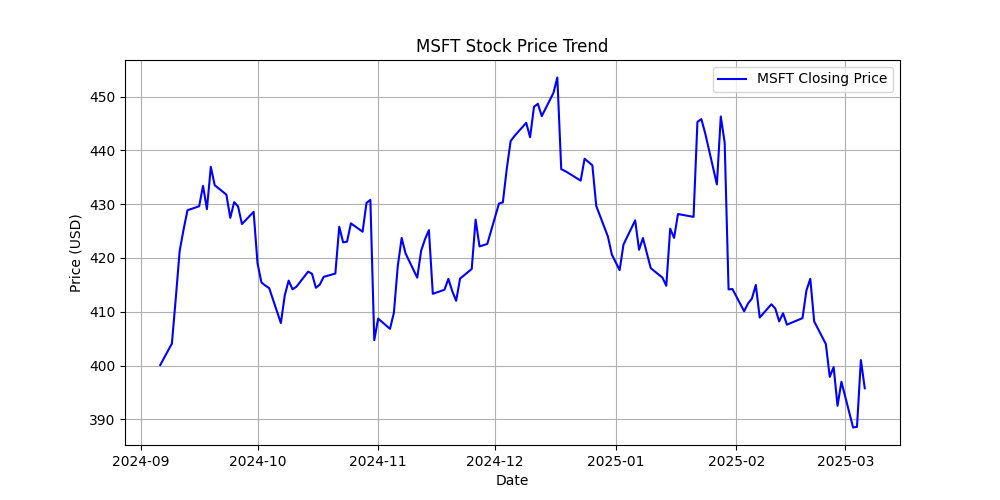 MSFT Stock Price Trend
MSFT Closing Price
Price (USD)
450
440
430
420
410
400
390
2024-09 2024-10 2024-11 2024-12 2025-01 2025-02 2025-03
Date